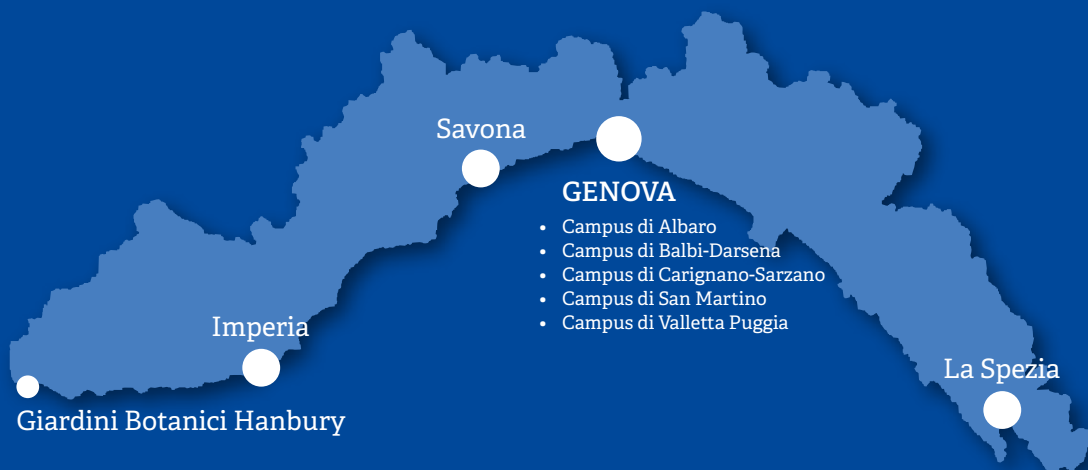 Savona
GENOVA
• Campus di Albaro
• Campus di Balbi-Darsena
• Campus di Carignano-Sarzano
• Campus di San Martino
• Campus di Valletta Puggia
Imperia
La Spezia
Giardini Botanici Hanbury